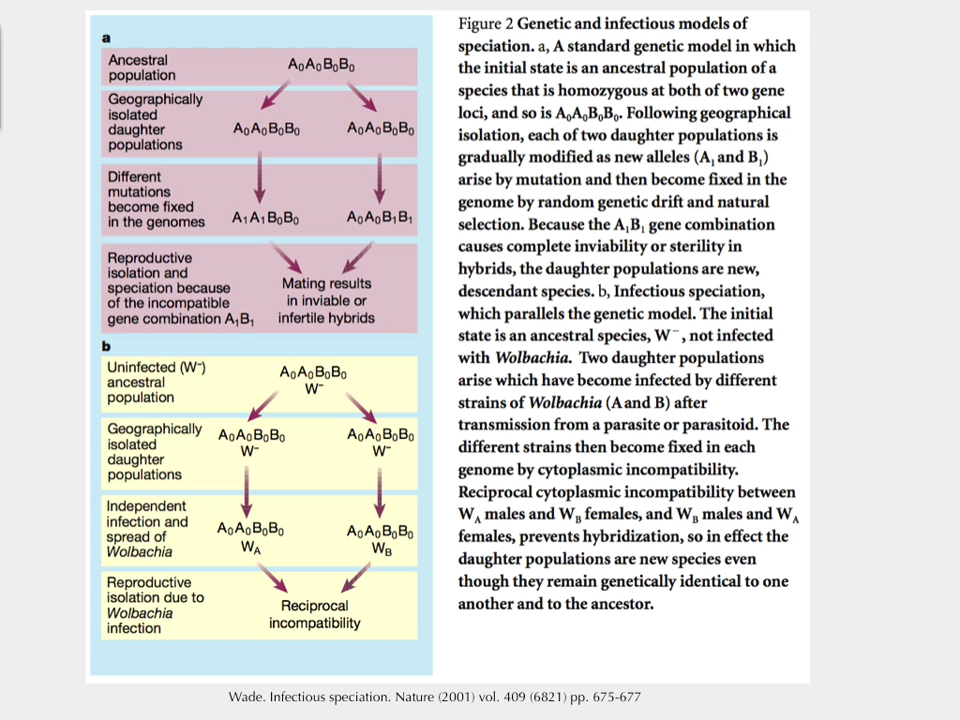 a
Ancestral
population
A₀A₀B₀B₀
Geographically
isolated
daughter
populations
A₀A₀B₀B₀ A₀A₀B₀B₀
Different
mutations
become fixed
in the genomes
A₁A₁B₀B₀ A₀A₀B₁B₁
Reproductive
isolation and
speciation because
of the incompatible
gene combination A₁B₁
Mating results
in inviable or
infertile hybrids
b
Uninfected (W⁻)
ancestral
population
A₀A₀B₀B₀
W⁻
Geographically
isolated
daughter
populations
A₀A₀B₀B₀ A₀A₀B₀B₀
W⁻ W⁻
Independent
infection and
spread of
Wolbachia
A₀A₀B₀B₀ A₀A₀B₀B₀
W_A W_B
Reproductive
isolation due to
Wolbachia
infection
Reciprocal
incompatibility
Figure 2 Genetic and infectious models of
speciation. a, A standard genetic model in which
the initial state is an ancestral population of a
species that is homozygous at both of two gene
loci, and so is A₀A₀B₀B₀. Following geographical
isolation, each of two daughter populations is
gradually modified as new alleles (A₁ and B₁)
arise by mutation and then become fixed in the
genome by random genetic drift and natural
selection. Because the A₁B₁ gene combination
causes complete inviability or sterility in
hybrids, the daughter populations are new,
descendant species. b, Infectious speciation,
which parallels the genetic model. The initial
state is an ancestral species, W⁻, not infected
with Wolbachia. Two daughter populations
arise which have become infected by different
strains of Wolbachia (A and B) after
transmission from a parasite or parasitoid. The
different strains then become fixed in each
genome by cytoplasmic incompatibility.
Reciprocal cytoplasmic incompatibility between
W_A males and W_B females, and W_B males and W_A
females, prevents hybridization, so in effect the
daughter populations are new species even
though they remain genetically identical to one
another and to the ancestor.
Wade. Infectious speciation. Nature (2001) vol. 409 (6821) pp. 675-677